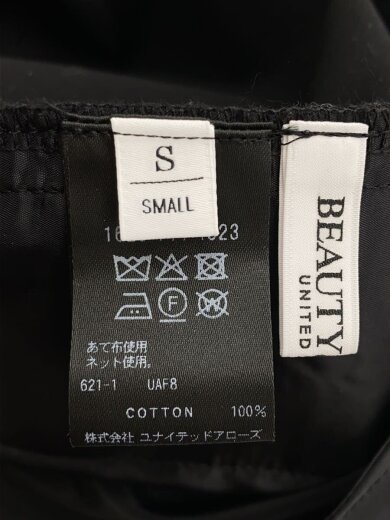 S
SMALL
BEAUTY
UNITED
あて布使用
ネット使用。
621-1 UAF8
COTTON 100%
株式会社 ユナイテッドアローズ